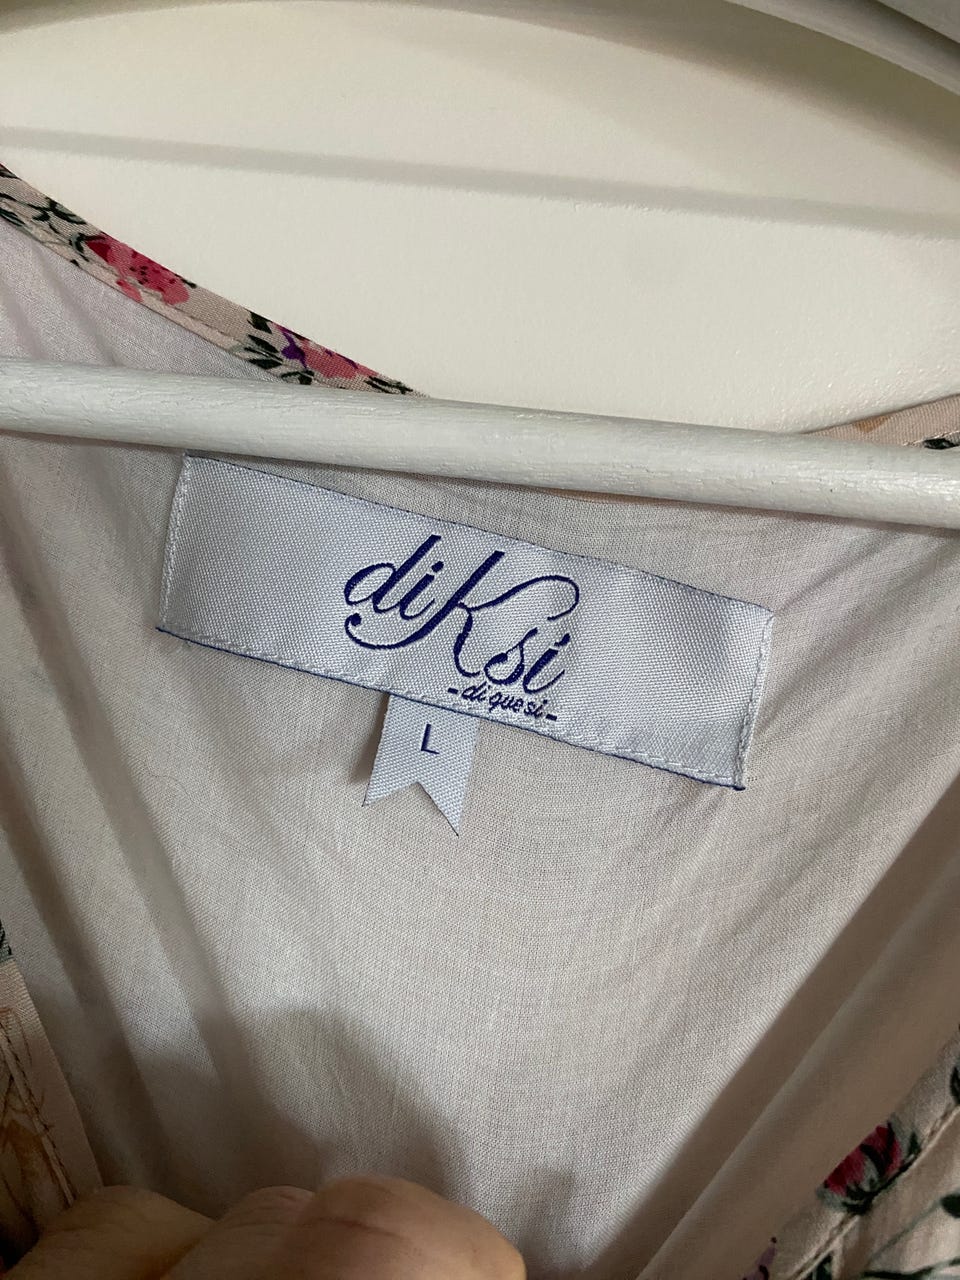 diKsi
-di que si-
L